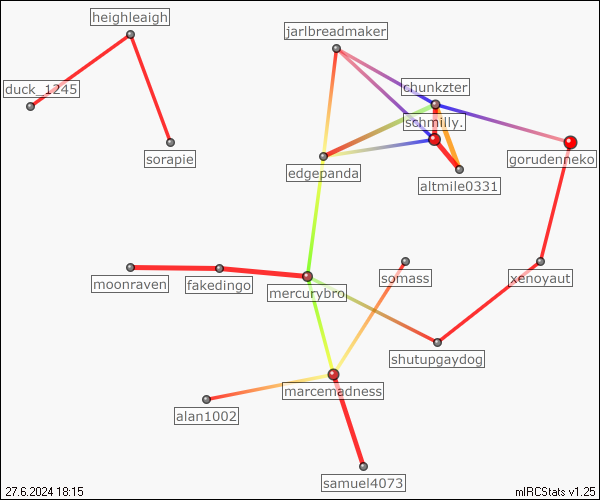 heighleaigh
jarlbreadmaker
duck_1245
chunkzter
schmilly.
sorapie
edgepanda
gorudenneko
altmile0331
moonraven
fakedingo
mercurybro
somass
xenoyaut
shutupgaydog
marcemadness
alan1002
samuel4073
27.6.2024 18:15
mIRCStats v1.25